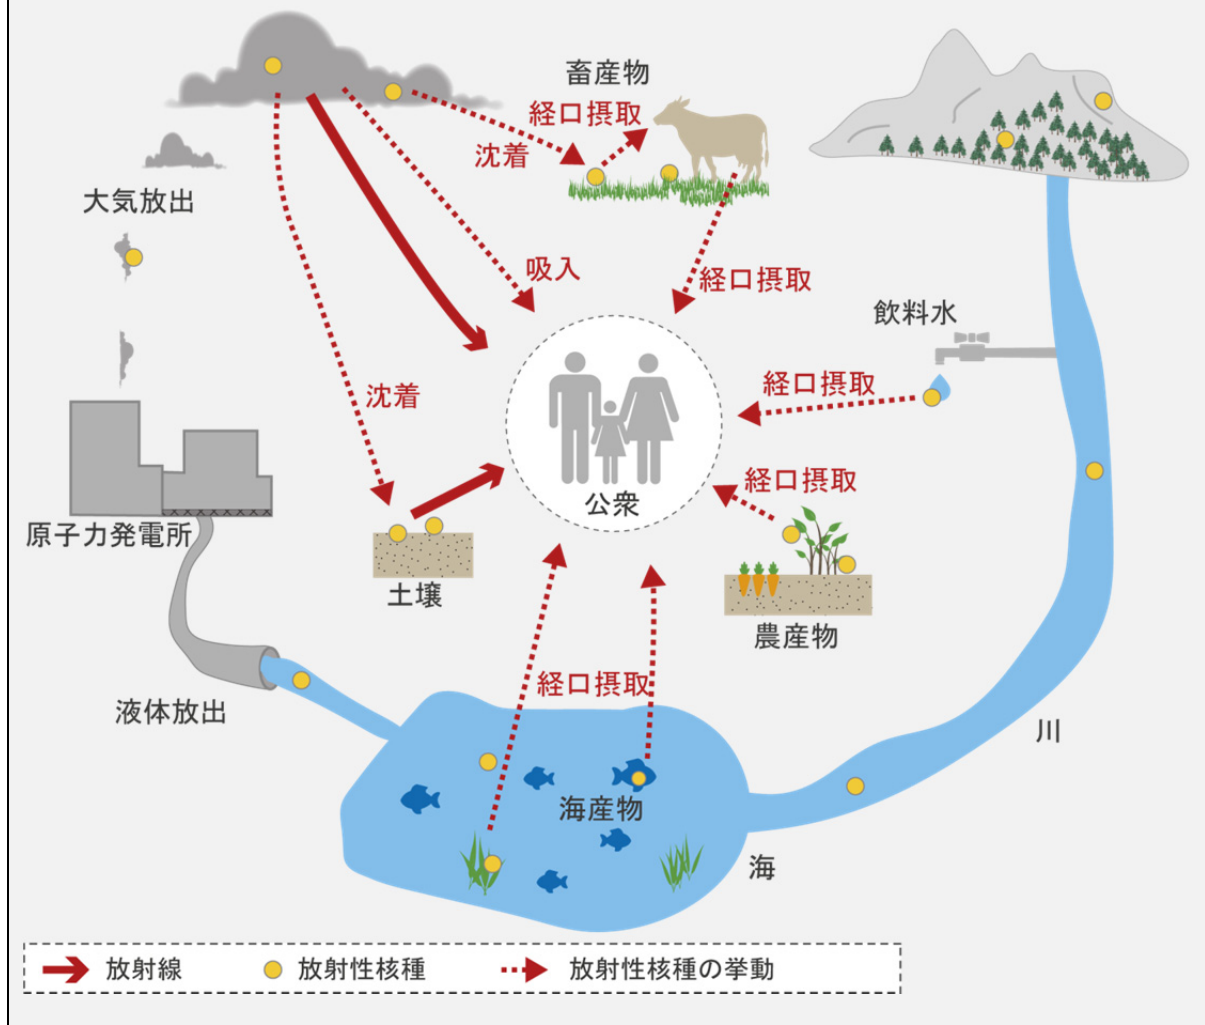 畜産物
経口摂取
沈着
大気放出
吸入
経口摂取
飲料水
経口摂取
沈着
経口摂取
公衆
原子力発電所
土壌
農産物
経口摂取
液体放出
川
海産物
海
放射線
放射性核種
放射性核種の挙動